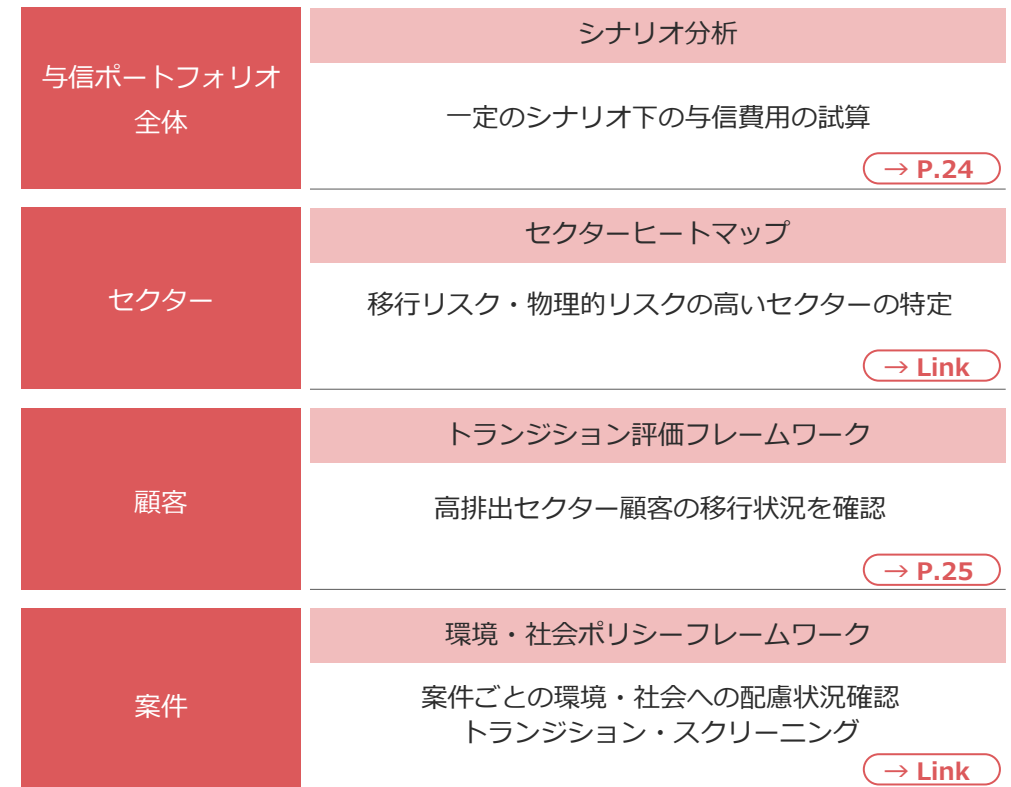 与信ポートフォリオ
全体
シナリオ分析
一定のシナリオ下の与信費用の試算
→ P.24
セクター
セクターヒートマップ
移行リスク・物理的リスクの高いセクターの特定
→ Link
顧客
トランジション評価フレームワーク
高排出セクター顧客の移行状況を確認
→ P.25
案件
環境・社会ポリシーフレームワーク
案件ごとの環境・社会への配慮状況確認
トランジション・スクリーニング
→ Link